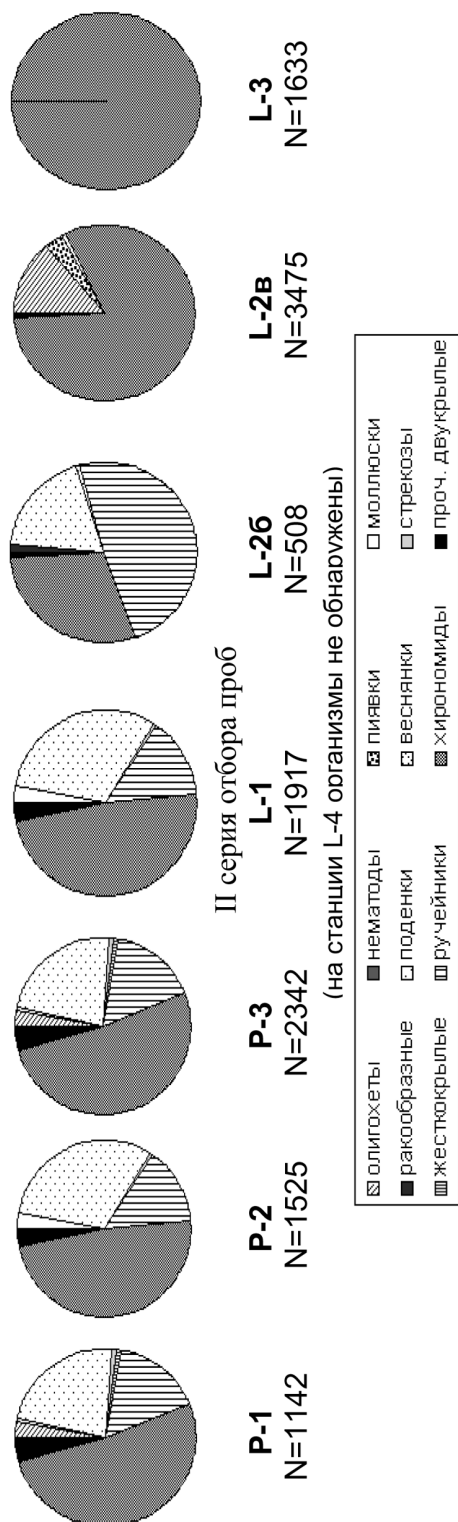 P-1
N=1142
P-2
N=1525
P-3
N=2342
L-1
N=1917
L-2б
N=508
L-2в
N=3475
L-3
N=1633
II серия отбора проб
(на станции L-4 организмы не обнаружены)
олигохеты нематоды пиявки моллюски
ракообразные поденки веснянки стрекозы
жесткокрылые ручейники хирономиды проч. двукрылые